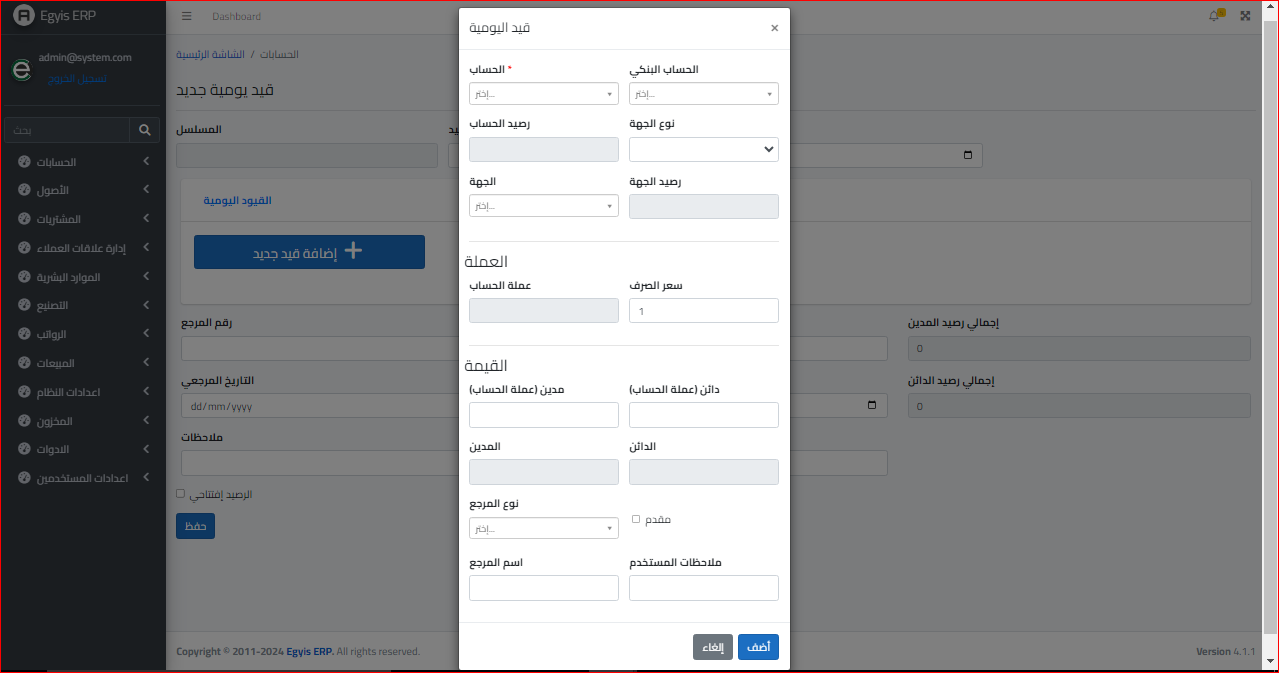 Egyis ERP
Dashboard
admin@system.com
تسجيل الخروج
بحث
الحسابات
الأصول
المشتريات
إدارة علاقات العملاء
الموارد البشرية
التصنيع
الرواتب
المبيعات
اعدادات النظام
المخزون
الادوات
اعدادات المستخدمين
الشاشة الرئيسية / الحسابات
قيد يومية جديد
المسلسل
القيود اليومية
إضافة قيد جديد
رقم المرجع
إجمالي رصيد المدين
0
التاريخ المرجعي
إجمالي رصيد الدائن
dd/mm/yyyy
0
ملاحظات
الرصيد إفتتاحي
حفظ
قيد اليومية
×
الحساب *
الحساب البنكي
إختر...
إختر...
رصيد الحساب
نوع الجهة
الجهة
رصيد الجهة
إختر...
العملة
عملة الحساب
سعر الصرف
1
القيمة
مدين (عملة الحساب)
دائن (عملة الحساب)
المدين
الدائن
نوع المرجع
إختر...
مقدم
اسم المرجع
ملاحظات المستخدم
إلغاء
أضف
Copyright © 2011-2024 Egyis ERP. All rights reserved.
Version 4.1.1